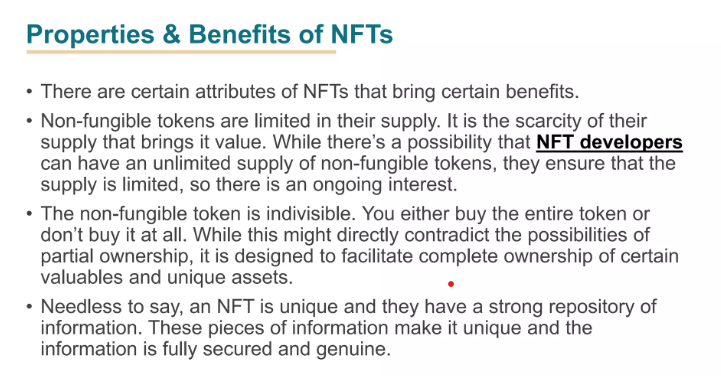 Properties & Benefits of NFTs
• There are certain attributes of NFTs that bring certain benefits.
• Non-fungible tokens are limited in their supply. It is the scarcity of their
supply that brings it value. While there's a possibility that NFT developers
can have an unlimited supply of non-fungible tokens, they ensure that the
supply is limited, so there is an ongoing interest.
• The non-fungible token is indivisible. You either buy the entire token or
don't buy it at all. While this might directly contradict the possibilities of
partial ownership, it is designed to facilitate complete ownership of certain
valuables and unique assets.
• Needless to say, an NFT is unique and they have a strong repository of
information. These pieces of information make it unique and the
information is fully secured and genuine.